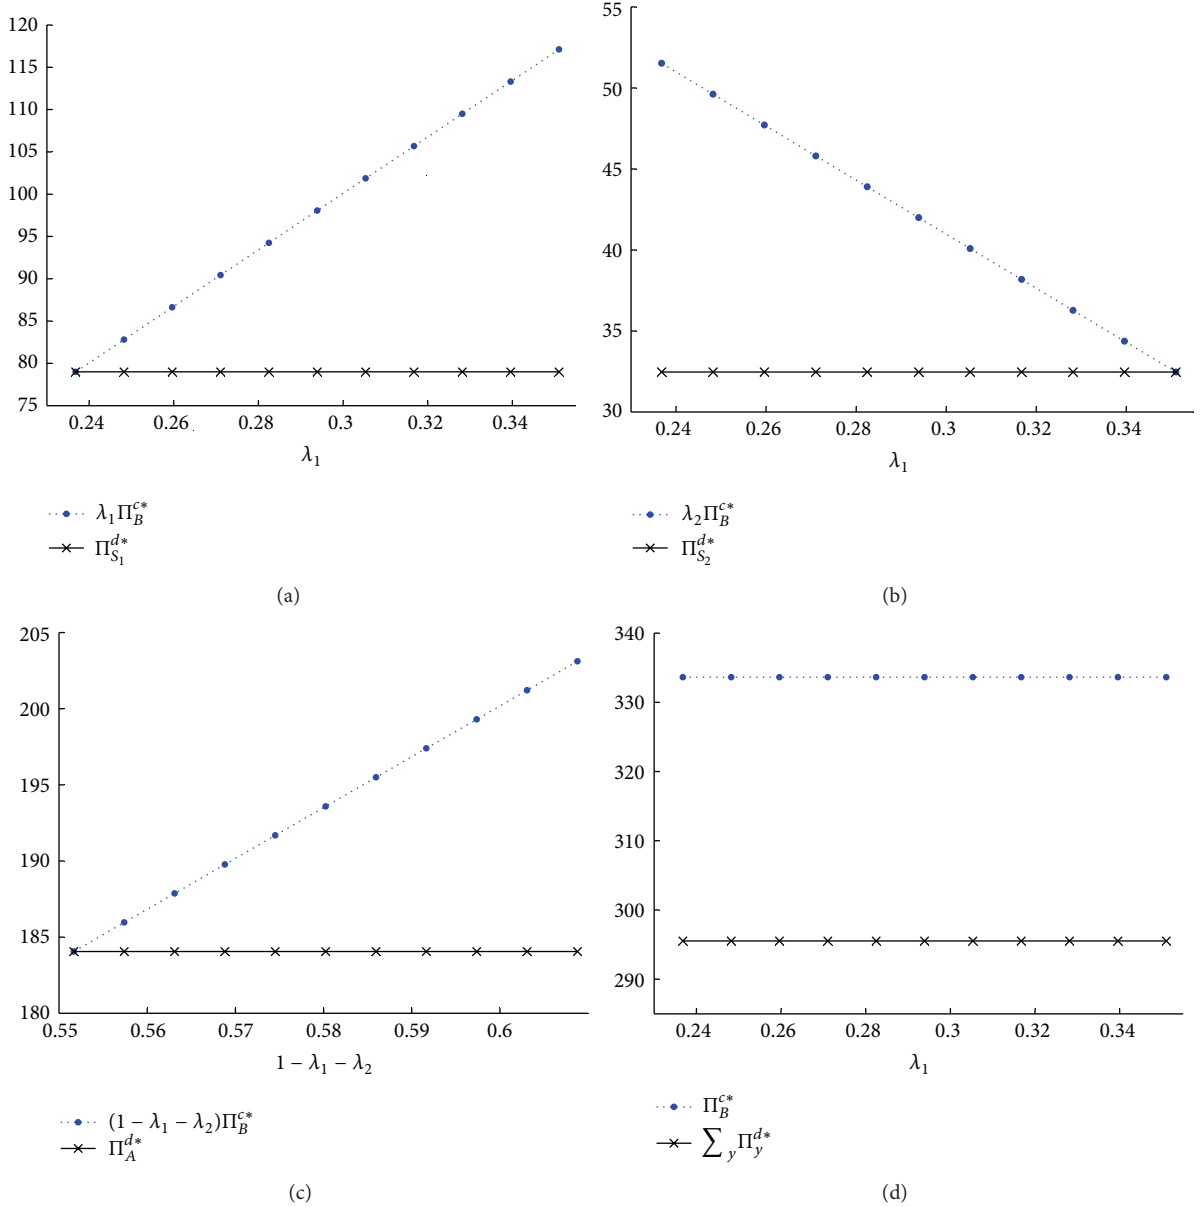 120
115
110
105
100
95
90
85
80
75
0.24 0.26 0.28 0.3 0.32 0.34
λ₁
λ₁Π_B^{c*}
Π_{S₁}^{d*}
(a)
55
50
45
40
35
30
0.24 0.26 0.28 0.3 0.32 0.34
λ₁
λ₂Π_B^{c*}
Π_{S₂}^{d*}
(b)
205
200
195
190
185
180
0.55 0.56 0.57 0.58 0.59 0.6
1 – λ₁ – λ₂
(1 – λ₁ – λ₂)Π_B^{c*}
Π_A^{d*}
(c)
340
330
320
310
300
290
0.24 0.26 0.28 0.3 0.32 0.34
λ₁
Π_B^{c*}
∑_y Π_y^{d*}
(d)